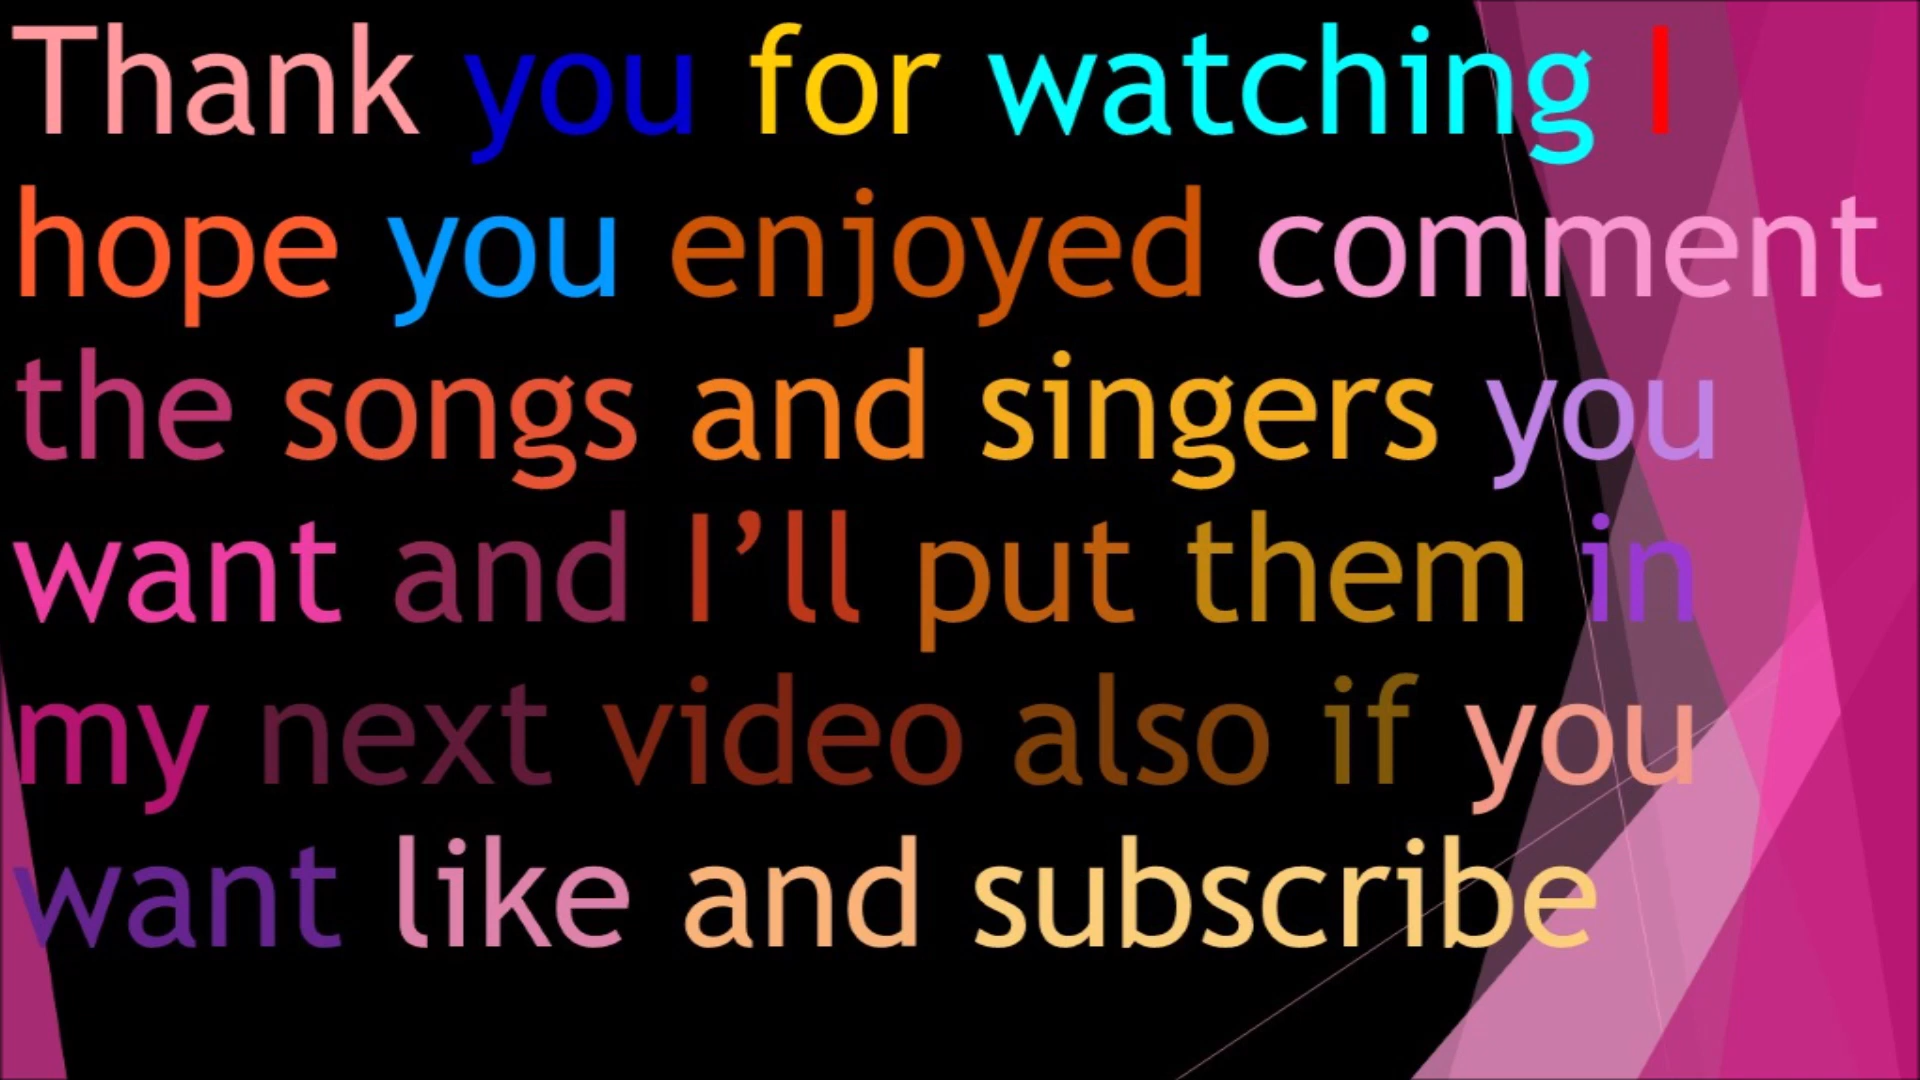 Thank you for watching I
hope you enjoyed comment
the songs and singers you
want and I’ll put them in
my next video also if you
want like and subscribe